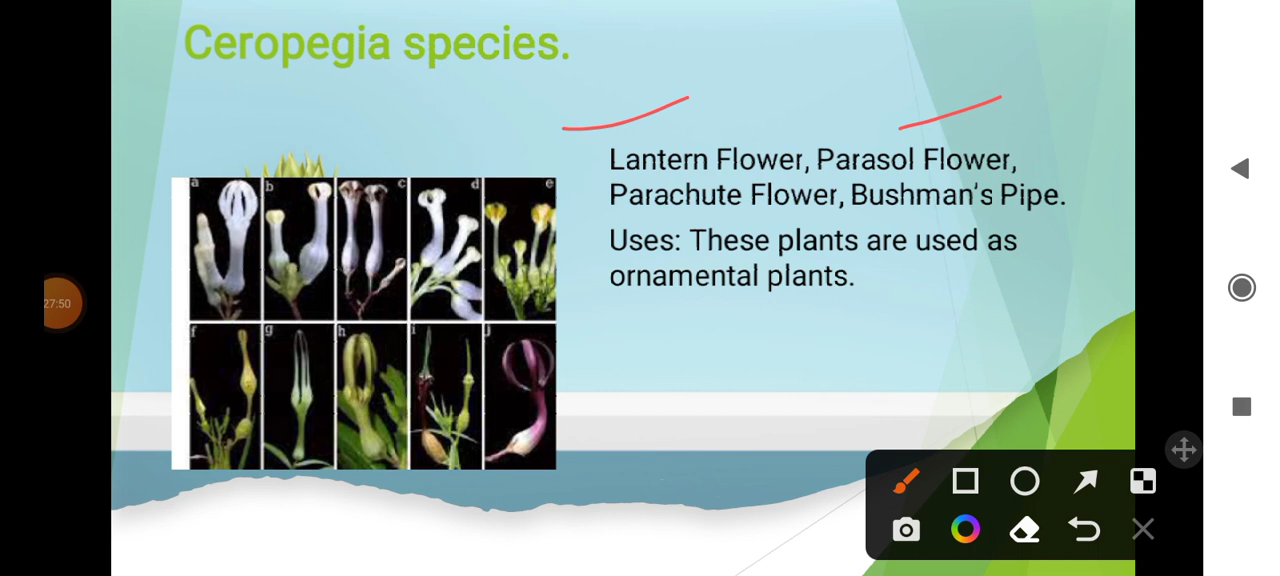 Ceropegia species.
Lantern Flower, Parasol Flower,
Parachute Flower, Bushman's Pipe.
Uses: These plants are used as
ornamental plants.
a b c d e
f g h i j
27:50